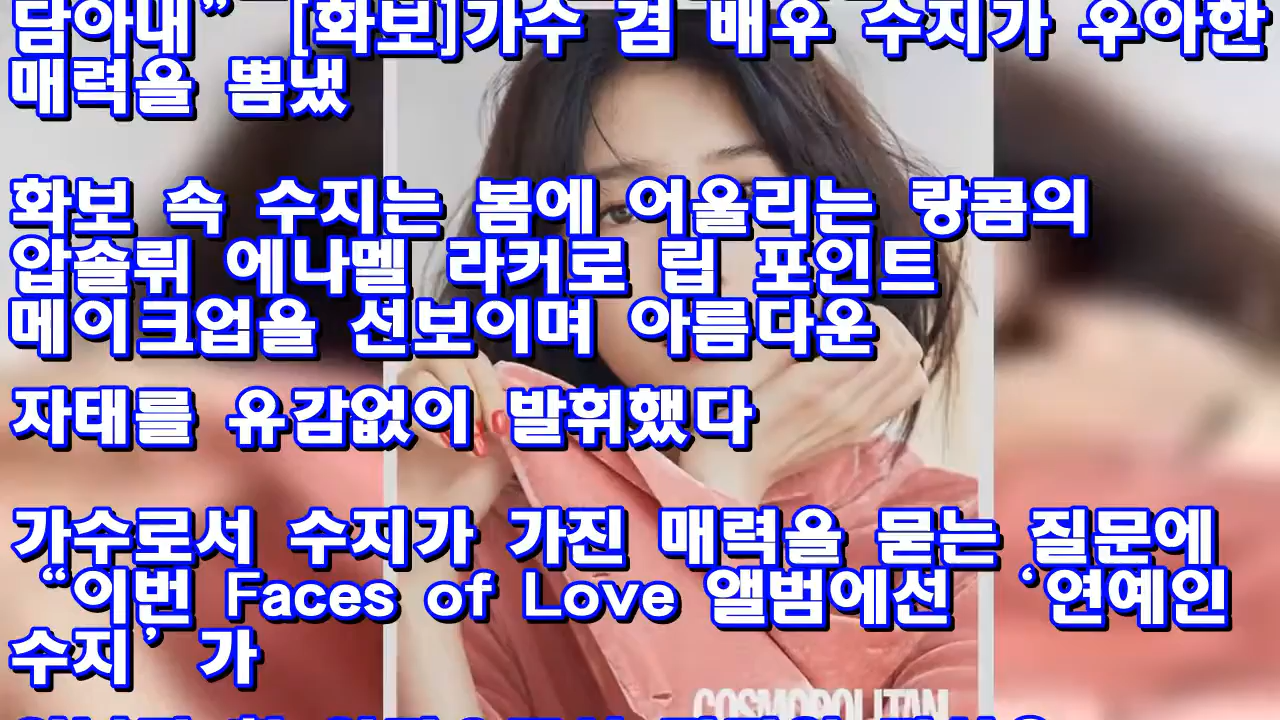 담아내” [화보]가수 겸 배우 수지가 우아한
매력을 뽐냈
화보 속 수지는 봄에 어울리는 랑콤의
압솔뤼 에나멜 라커로 립 포인트
메이크업을 선보이며 아름다운
자태를 유감없이 발휘했다
가수로서 수지가 가진 매력을 묻는 질문에
“이번 Faces of Love 앨범에선 ‘연예인
수지’가
COSMOPOLITAN